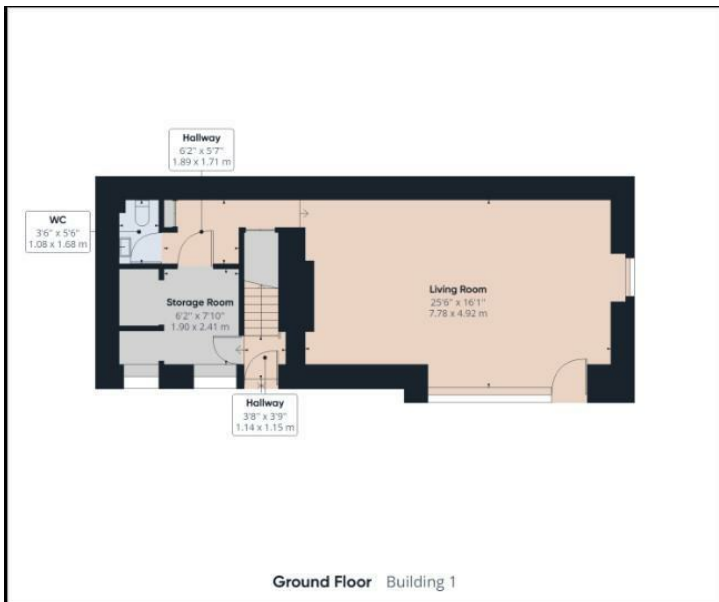 Hallway
6'2" x 5'7"
1.89 x 1.71 m
WC
3'6" x 5'6"
1.08 x 1.68 m
Living Room
25'6" x 16'1"
7.78 x 4.92 m
Storage Room
6'2" x 7'10"
1.90 x 2.41 m
Hallway
3'8" x 3'9"
1.14 x 1.15 m
Ground Floor Building 1